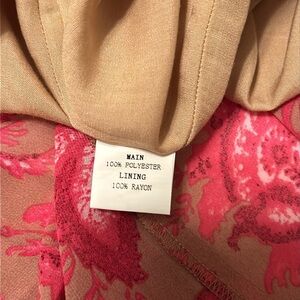 MAIN
100% POLYESTER
LINING
100% RAYON